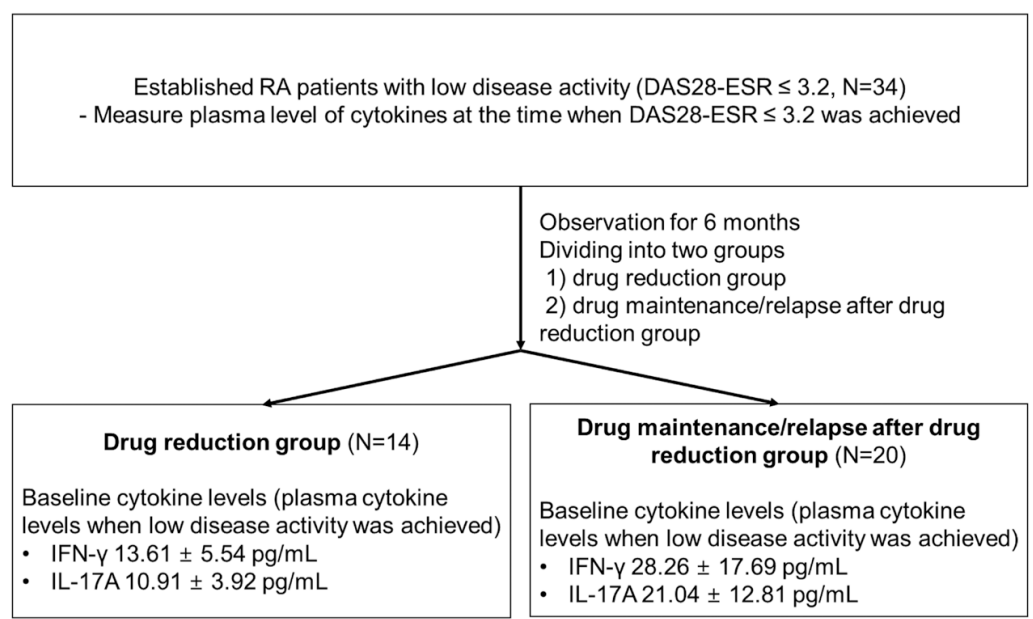 Established RA patients with low disease activity (DAS28-ESR ≤ 3.2, N=34)
- Measure plasma level of cytokines at the time when DAS28-ESR ≤ 3.2 was achieved
Observation for 6 months
Dividing into two groups
1) drug reduction group
2) drug maintenance/relapse after drug
reduction group
Drug reduction group (N=14)
Baseline cytokine levels (plasma cytokine
levels when low disease activity was achieved)
• IFN-γ 13.61 ± 5.54 pg/mL
• IL-17A 10.91 ± 3.92 pg/mL
Drug maintenance/relapse after drug
reduction group (N=20)
Baseline cytokine levels (plasma cytokine
levels when low disease activity was achieved)
• IFN-γ 28.26 ± 17.69 pg/mL
• IL-17A 21.04 ± 12.81 pg/mL